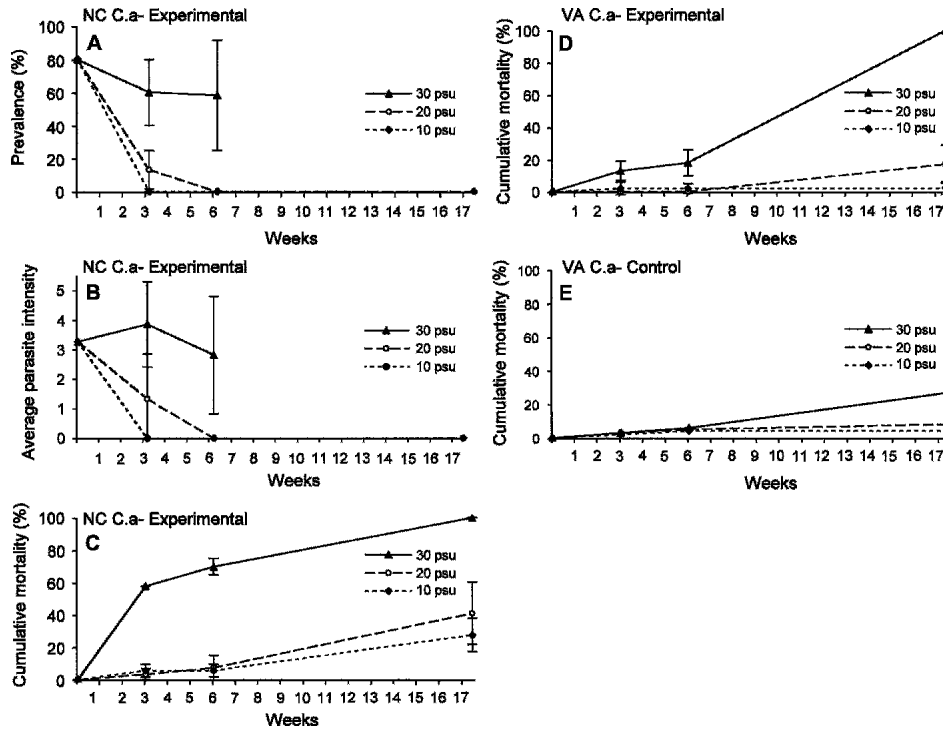 NC C.a- Experimental
A
Prevalence (%)
100
80
60
40
20
0
30 psu
20 psu
10 psu
1 2 3 4 5 6 7 8 9 10 11 12 13 14 15 16 17
Weeks
NC C.a- Experimental
B
Average parasite intensity
5
4
3
2
1
0
30 psu
20 psu
10 psu
1 2 3 4 5 6 7 8 9 10 11 12 13 14 15 16 17
Weeks
NC C.a- Experimental
C
Cumulative mortality (%)
100
80
60
40
20
0
30 psu
20 psu
10 psu
1 2 3 4 5 6 7 8 9 10 11 12 13 14 15 16 17
Weeks
VA C.a- Experimental
D
Cumulative mortality (%)
100
80
60
40
20
0
30 psu
20 psu
10 psu
1 2 3 4 5 6 7 8 9 10 11 12 13 14 15 16 17
Weeks
VA C.a- Control
E
Cumulative mortality (%)
100
80
60
40
20
0
30 psu
20 psu
10 psu
1 2 3 4 5 6 7 8 9 10 11 12 13 14 15 16 17
Weeks